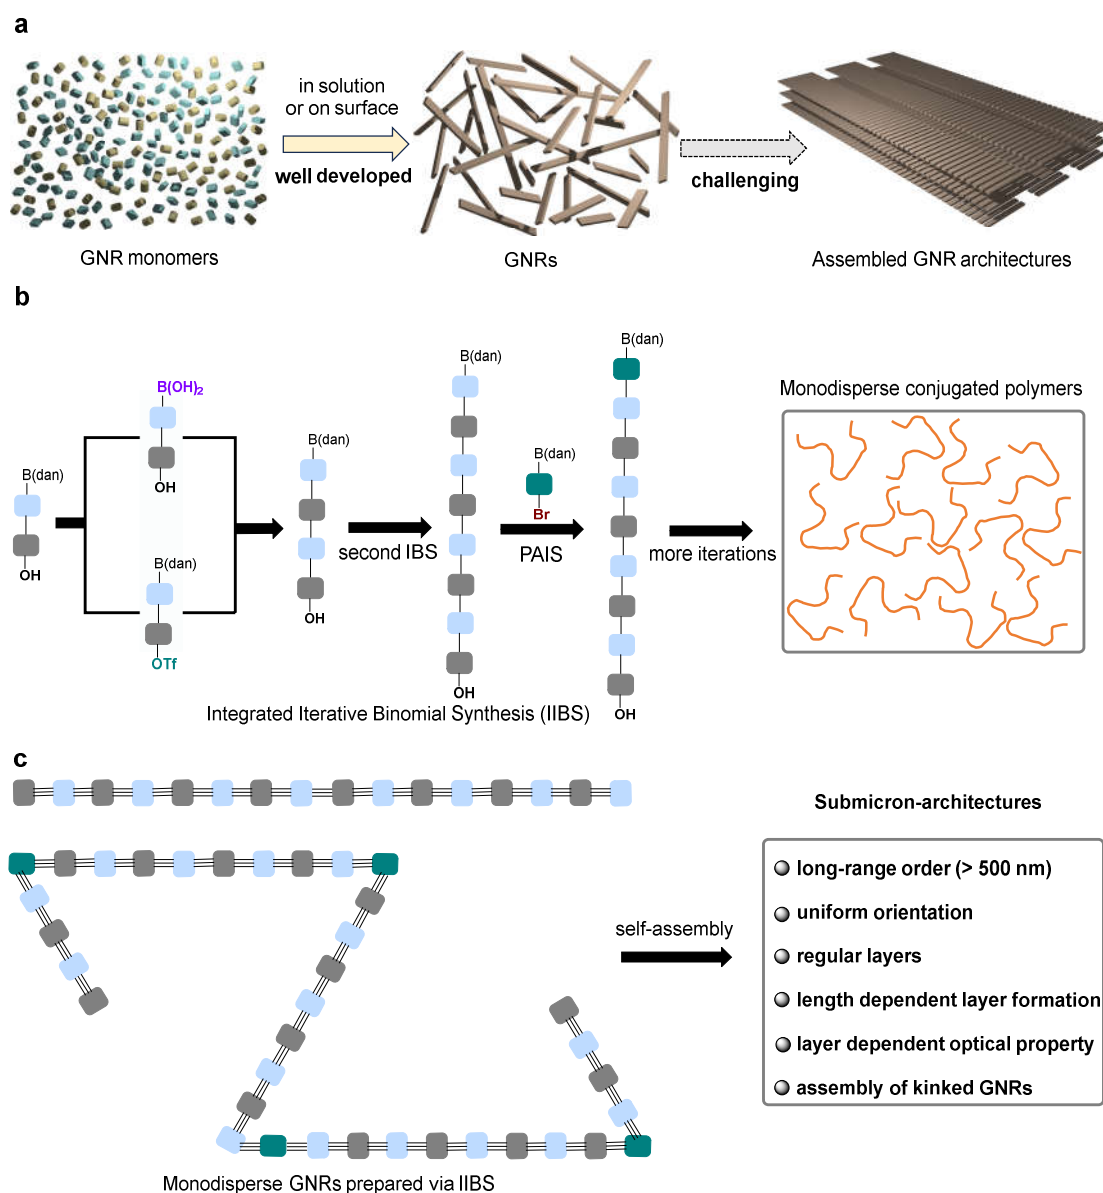 a
in solution
or on surface
well developed
challenging
GNR monomers
GNRs
Assembled GNR architectures
b
B(dan)
OH
B(OH)₂
OH
B(dan)
OTf
B(dan)
OH
second IBS
B(dan)
OH
B(dan)
Br
PAIS
B(dan)
OH
more iterations
Monodisperse conjugated polymers
Integrated Iterative Binomial Synthesis (IIBS)
c
self-assembly
Submicron-architectures
long-range order (> 500 nm)
uniform orientation
regular layers
length dependent layer formation
layer dependent optical property
assembly of kinked GNRs
Monodisperse GNRs prepared via IIBS